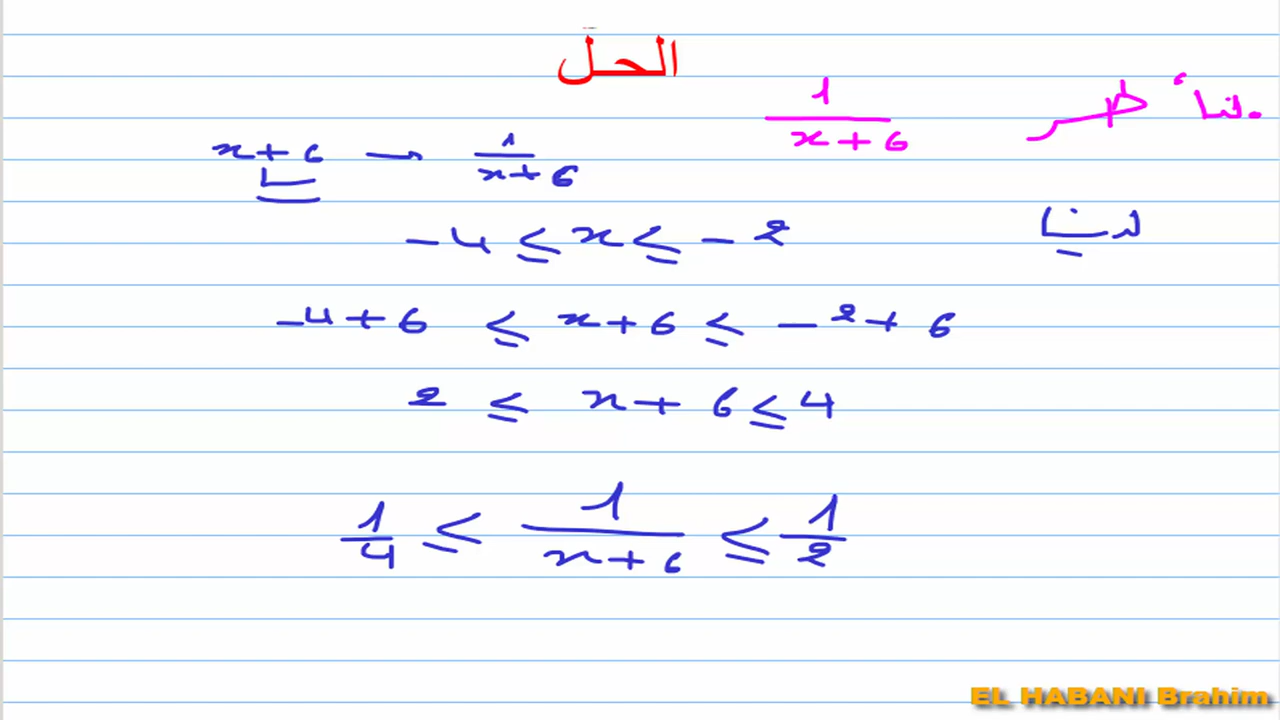 الحل
لنأطر 1/(x+6)
x+6 → 1/(x+6)
لدينا -4 ≤ x ≤ -2
-4+6 ≤ x+6 ≤ -2+6
2 ≤ x+6 ≤ 4
1/4 ≤ 1/(x+6) ≤ 1/2
EL HABANI Brahim